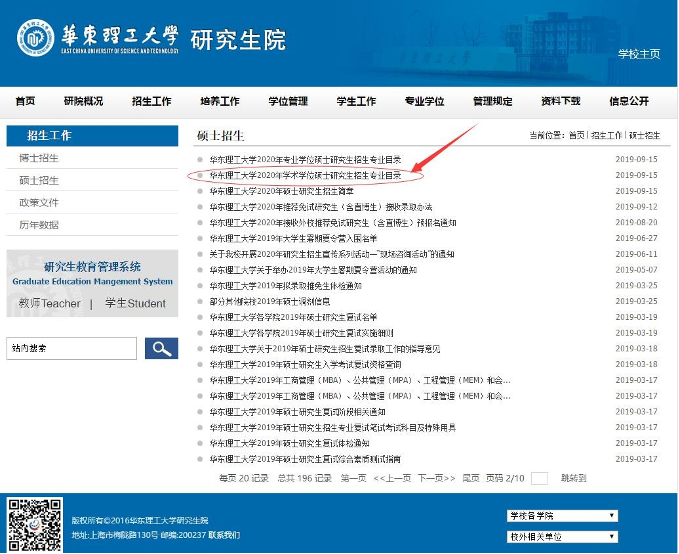 華東理工大學 研究生院
EAST CHINA UNIVERSITY OF SCIENCE AND TECHNOLOGY
学校主页
首页 研院概况 招生工作 培养工作 学位管理 学生工作 专业学位 管理规定 资料下载 信息公开
招生工作
博士招生
硕士招生
政策文件
历年数据
研究生教育管理系统
Graduate Education Mangement System
教师Teacher | 学生Student
站内搜索
硕士招生 当前位置: 首页 | 招生工作 | 硕士招生
华东理工大学2020年专业学位硕士研究生招生专业目录 2019-09-15
华东理工大学2020年学术学位硕士研究生招生专业目录 2019-09-15
华东理工大学2020年硕士研究生招生简章 2019-09-15
华东理工大学2020年推荐免试研究生（含直博生）接收录取办法 2019-09-12
华东理工大学2020年接收外校推荐免试研究生（含直博生）预报名通知 2019-08-20
华东理工大学2019年大学生暑期夏令营入围名单 2019-06-27
关于我校开展2020年研究生招生宣传系列活动—"现场咨询活动"的通知 2019-06-11
华东理工大学关于举办2019年大学生暑期夏令营活动的通知 2019-05-07
华东理工大学2019年拟录取推免生体检通知 2019-03-25
部分其他院校2019年硕士调剂信息 2019-03-25
华东理工大学各学院2019年硕士研究生复试名单 2019-03-19
华东理工大学各学院2019年硕士研究生复试实施细则 2019-03-19
华东理工大学关于2019年硕士研究生招生复试录取工作的指导意见 2019-03-18
华东理工大学2019年硕士研究生入学考试复试资格查询 2019-03-18
华东理工大学2019年工商管理（MBA）、公共管理（MPA）、工程管理（MEM）和会... 2019-03-17
华东理工大学2019年工商管理（MBA）、公共管理（MPA）、工程管理（MEM）和会... 2019-03-17
华东理工大学2019年硕士研究生复试阶段相关通知 2019-03-17
华东理工大学2019年硕士研究生招生专业复试笔试考试科目及特殊用具 2019-03-17
华东理工大学2019年硕士研究生复试体检通知 2019-03-17
华东理工大学2019年硕士研究生复试综合素质测试指南 2019-03-17
每页 20 记录 总共 196 记录 第一页 <<上一页 下一页>> 尾页 页码 2/10 跳转到
版权所有©2016华东理工大学研究生院
地址:上海市梅陇路130号 邮编:200237 联系我们
学校各学院
校外相关单位